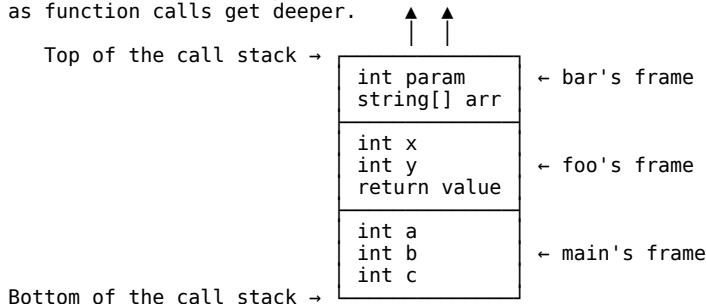 as function calls get deeper. ▲ ▲
Top of the call stack →
int param
string[] arr
← bar's frame
int x
int y
return value
← foo's frame
int a
int b
int c
← main's frame
Bottom of the call stack →